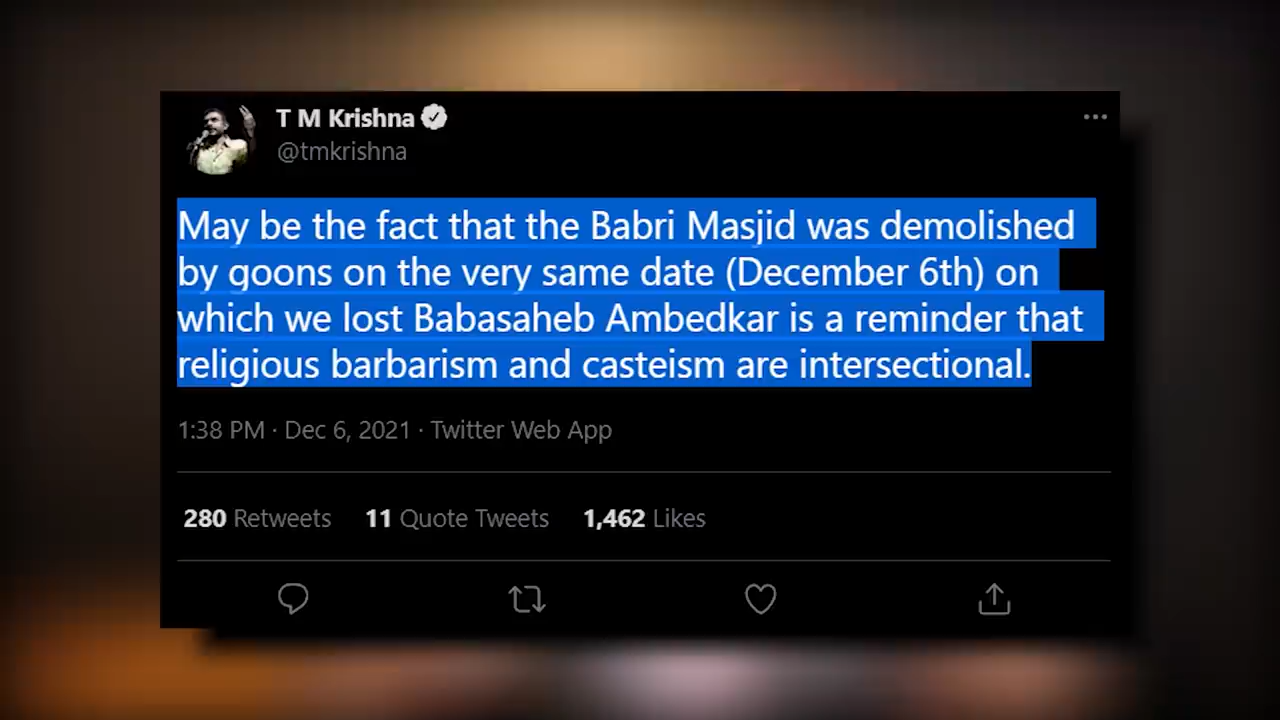 T M Krishna
@tmkrishna
May be the fact that the Babri Masjid was demolished
by goons on the very same date (December 6th) on
which we lost Babasaheb Ambedkar is a reminder that
religious barbarism and casteism are intersectional.
1:38 PM · Dec 6, 2021 · Twitter Web App
280 Retweets 11 Quote Tweets 1,462 Likes